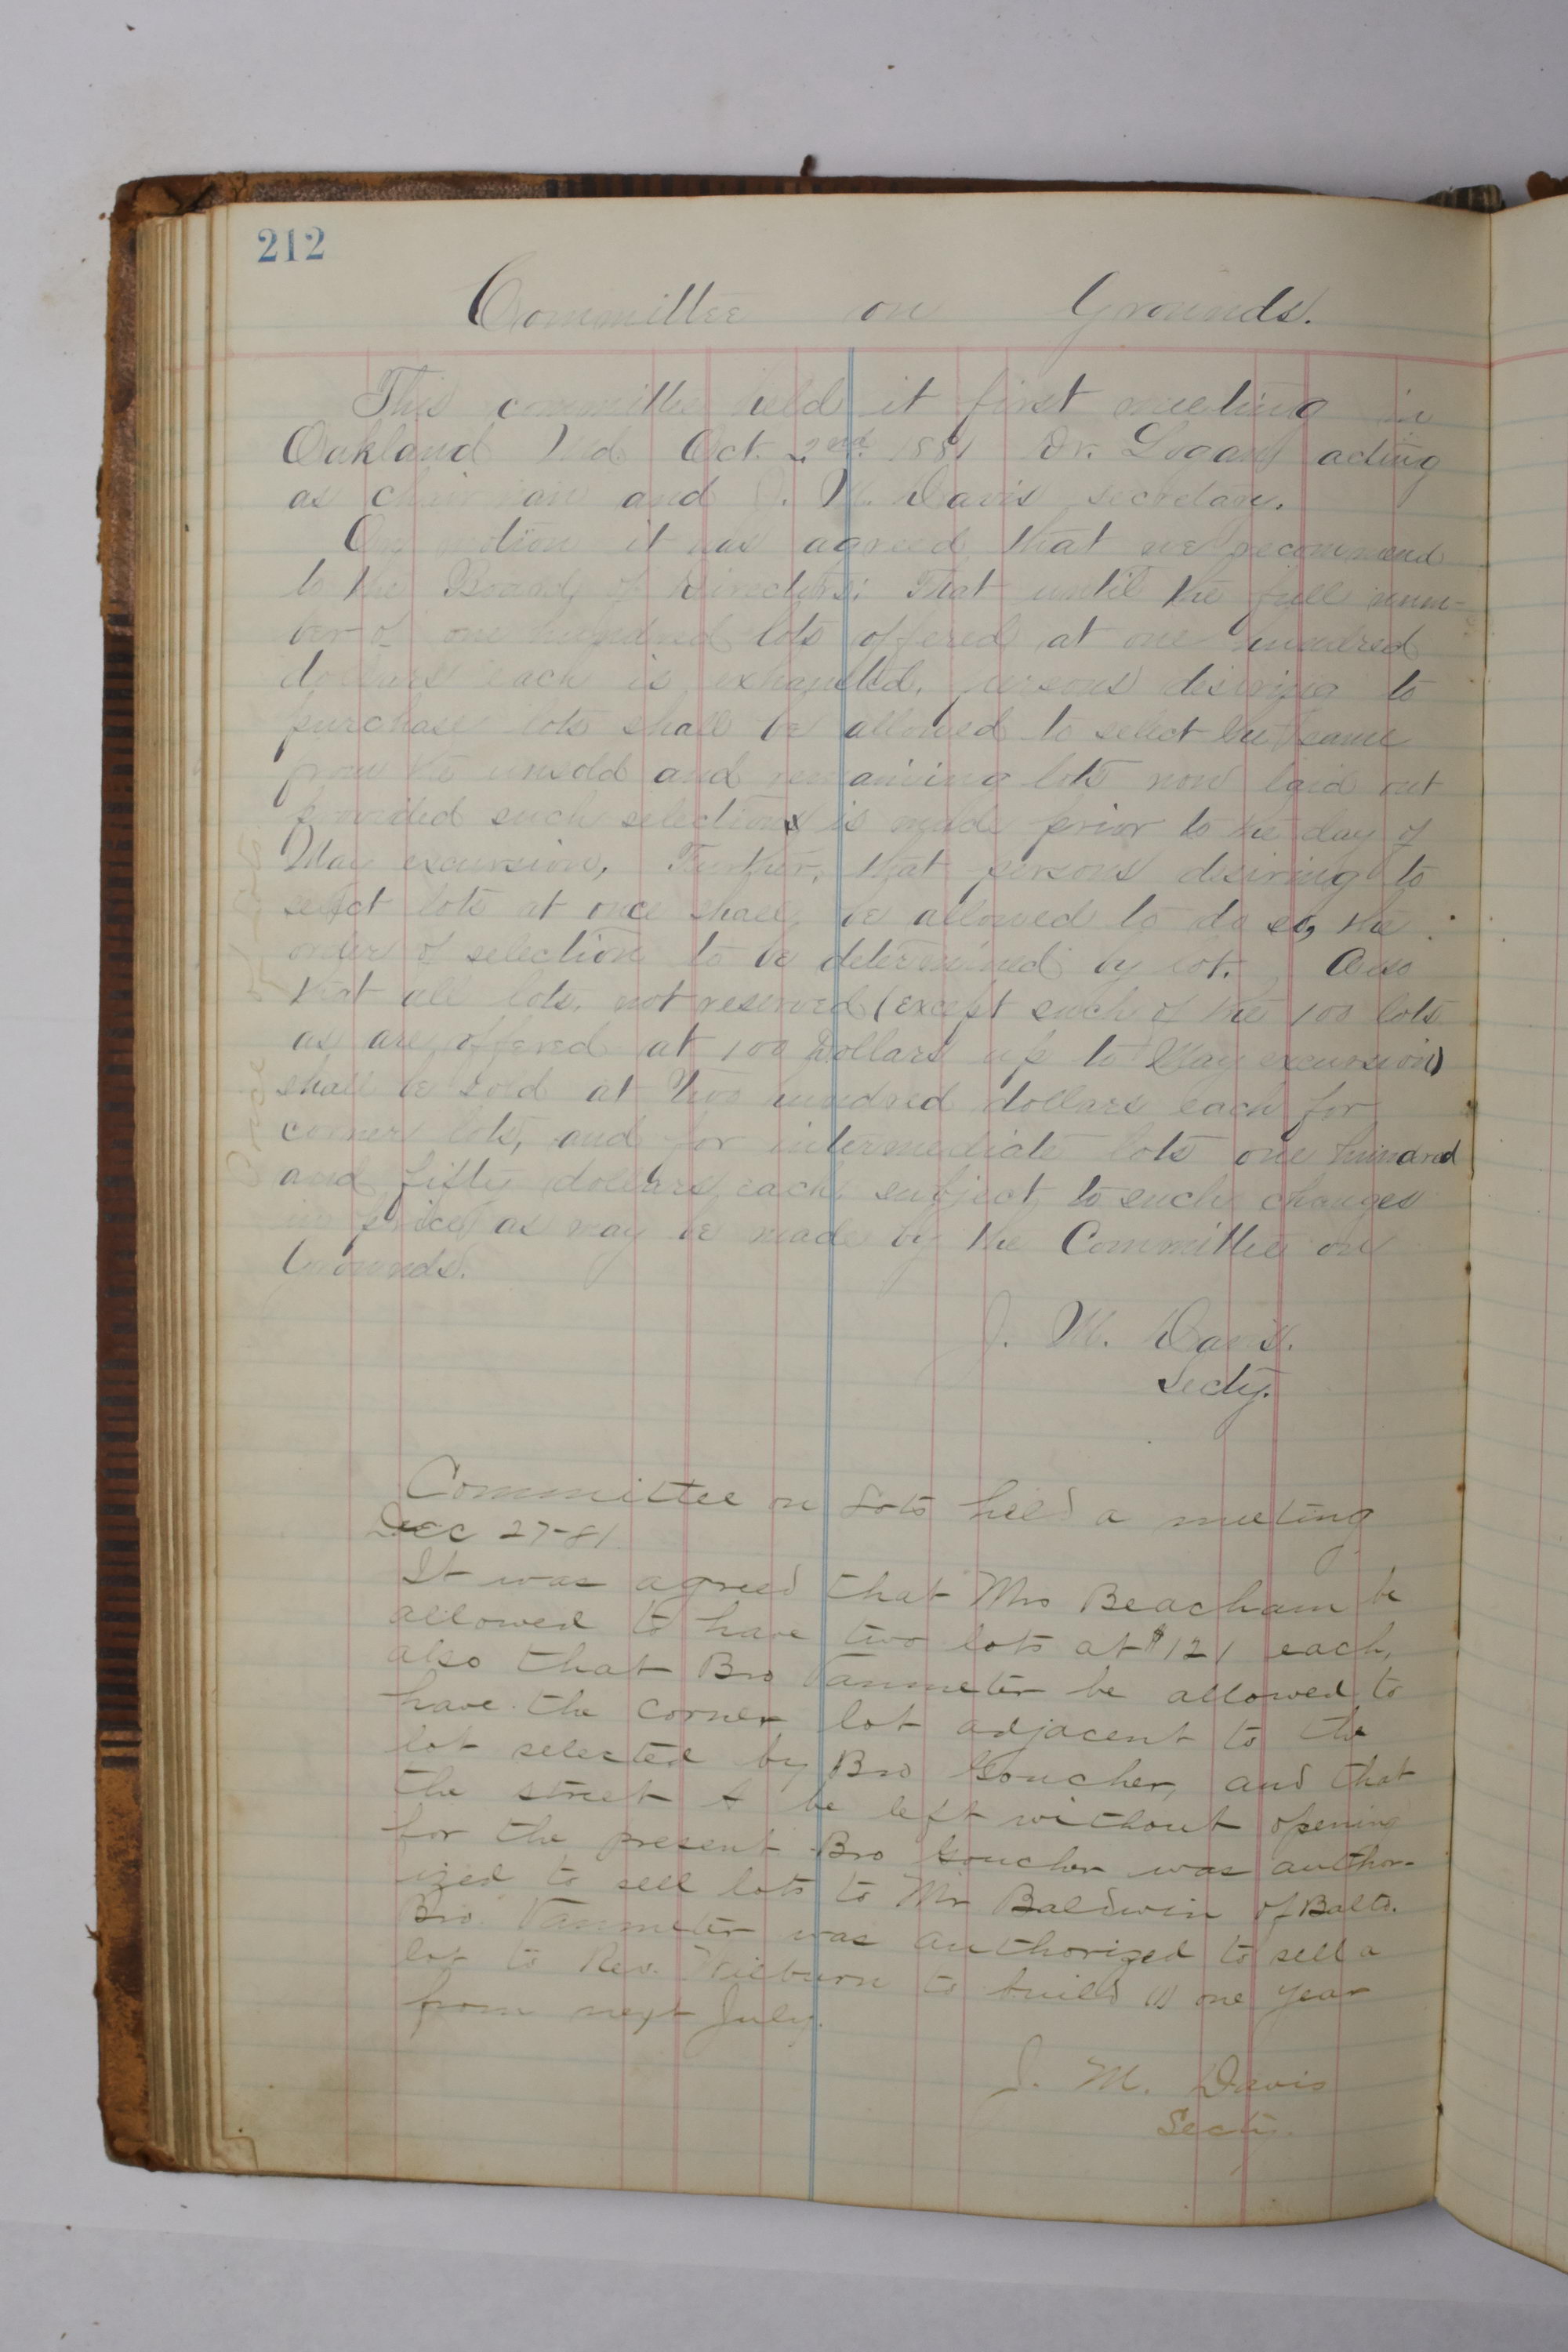 212
Committee on Grounds.
This committee held it first meeting in
Oakland Md Oct. 2nd. 1881 Dr. Logan acting
as chairman and J. M. Davis secretary.
On motion it was agreed that we recommend
to the Board of Directors: That until the full num-
ber of one hundred lots offered at one hundred
dollars each is exhausted, persons desiring to
purchase lots shall be allowed to select the same
from the unsold and remaining lots now laid out
provided such selections is made prior to the day of
May excursion, Further, that persons desiring to
select lots at once shall be allowed to do so, the
order of selection to be determined by lot. Also
that all lots, not reserved (except such of the 100 lots
as are offered at 100 Dollars up to May excursion)
shall be sold at Two hundred dollars each for
corner lots, and for intermediate lots one hundred
and fifty dollars each, subject to such changes
in price as may be made by the Committee on
Grounds.
J. M. Davis.
Secty.
Committee on Lots held a meeting
Dec 27-81.
It was agreed that Mrs Beacham be
allowed to have two lots at $121 each,
also that Bro Vanmeter be allowed to
have the corner lot adjacent to the
lot selected by Bro Goucher, and that
the street to be left without opening
for the present Bro Goucher was author-
ized to sell lots to Mr Baldwin of Balto.
Bro Vanmeter was authorized to sell a
lot to Rev. Wilburn to build in one year
from next July.
J. M. Davis
Secty.